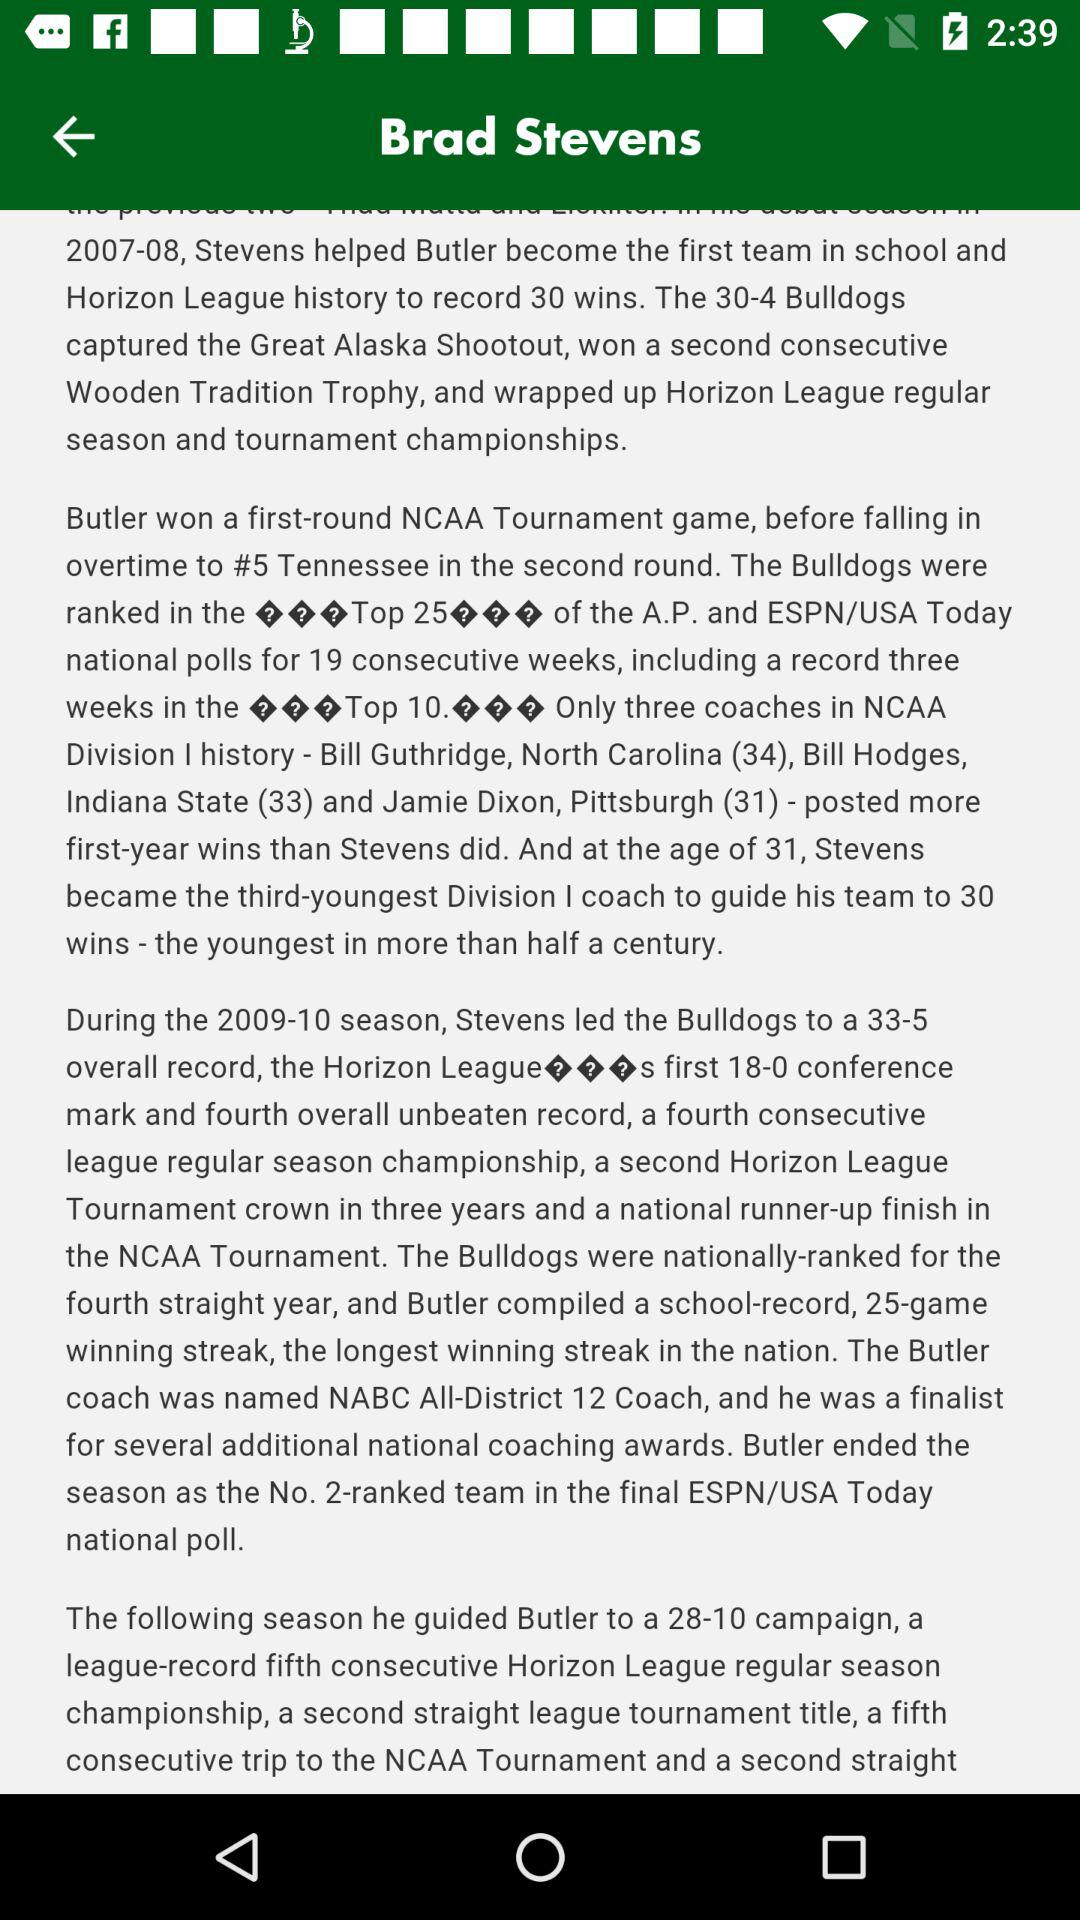 2:39
Brad Stevens
2007-08, Stevens helped Butler become the first team in school and
Horizon League history to record 30 wins. The 30-4 Bulldogs
captured the Great Alaska Shootout, won a second consecutive
Wooden Tradition Trophy, and wrapped up Horizon League regular
season and tournament championships.
Butler won a first-round NCAA Tournament game, before falling in
overtime to #5 Tennessee in the second round. The Bulldogs were
ranked in the ���Top 25��� of the A.P. and ESPN/USA Today
national polls for 19 consecutive weeks, including a record three
weeks in the ���Top 10.��� Only three coaches in NCAA
Division I history - Bill Guthridge, North Carolina (34), Bill Hodges,
Indiana State (33) and Jamie Dixon, Pittsburgh (31) - posted more
first-year wins than Stevens did. And at the age of 31, Stevens
became the third-youngest Division I coach to guide his team to 30
wins - the youngest in more than half a century.
During the 2009-10 season, Stevens led the Bulldogs to a 33-5
overall record, the Horizon League���s first 18-0 conference
mark and fourth overall unbeaten record, a fourth consecutive
league regular season championship, a second Horizon League
Tournament crown in three years and a national runner-up finish in
the NCAA Tournament. The Bulldogs were nationally-ranked for the
fourth straight year, and Butler compiled a school-record, 25-game
winning streak, the longest winning streak in the nation. The Butler
coach was named NABC All-District 12 Coach, and he was a finalist
for several additional national coaching awards. Butler ended the
season as the No. 2-ranked team in the final ESPN/USA Today
national poll.
The following season he guided Butler to a 28-10 campaign, a
league-record fifth consecutive Horizon League regular season
championship, a second straight league tournament title, a fifth
consecutive trip to the NCAA Tournament and a second straight